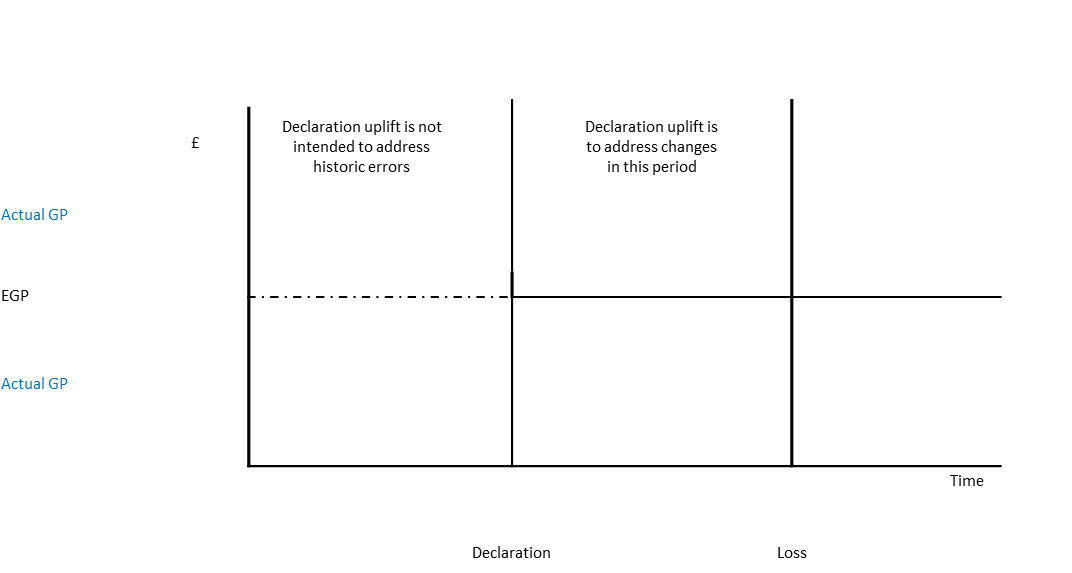 Declaration uplift is not
intended to address
historic errors
Declaration uplift is
to address changes
in this period
£
Actual GP
EGP
Actual GP
Time
Declaration
Loss